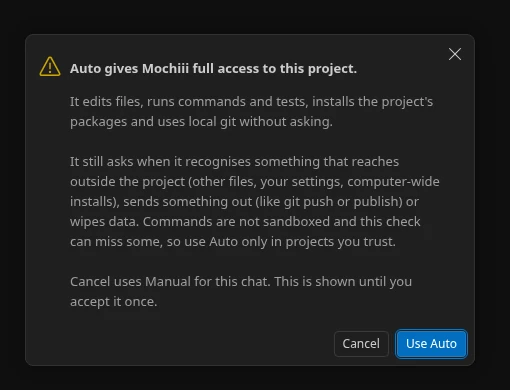 Auto gives Mochiii full access to this project.
It edits files, runs commands and tests, installs the project's
packages and uses local git without asking.
It still asks when it recognises something that reaches
outside the project (other files, your settings, computer-wide
installs), sends something out (like git push or publish) or
wipes data. Commands are not sandboxed and this check
can miss some, so use Auto only in projects you trust.
Cancel uses Manual for this chat. This is shown until you
accept it once.
Cancel
Use Auto